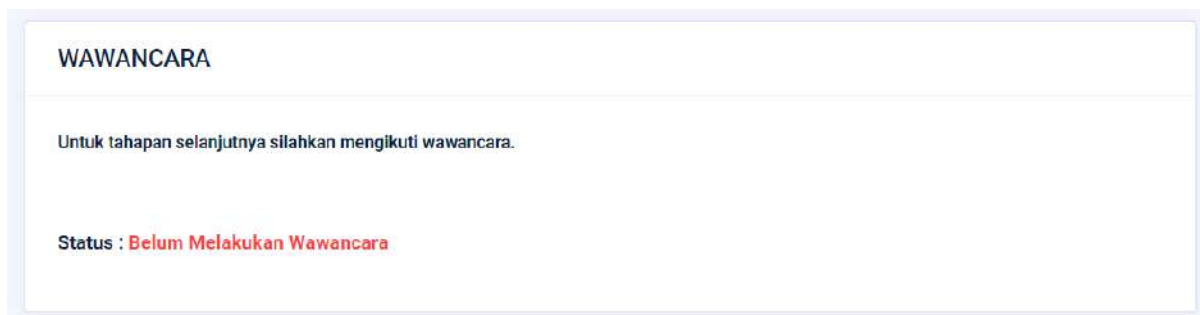 WAWANCARA
Untuk tahapan selanjutnya silahkan mengikuti wawancara.
Status : Belum Melakukan Wawancara